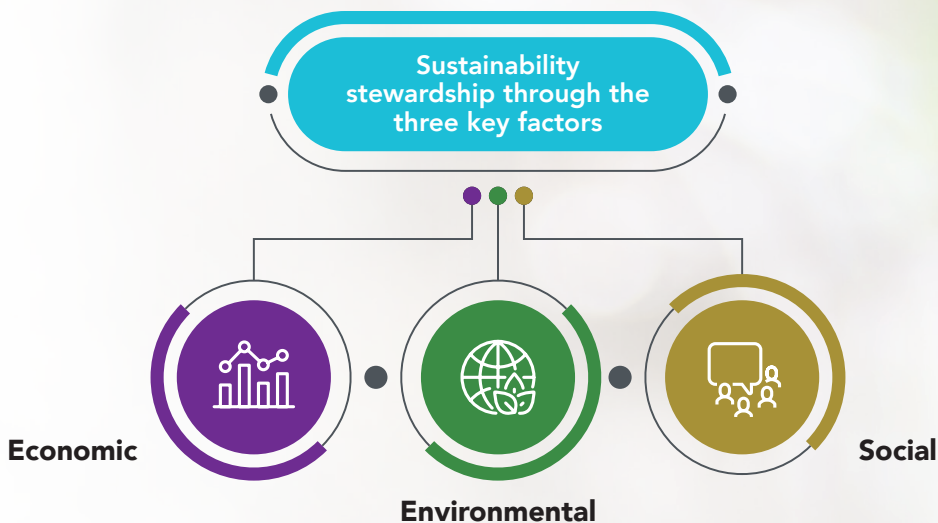 Sustainability
stewardship through the
three key factors
Economic
Social
Environmental